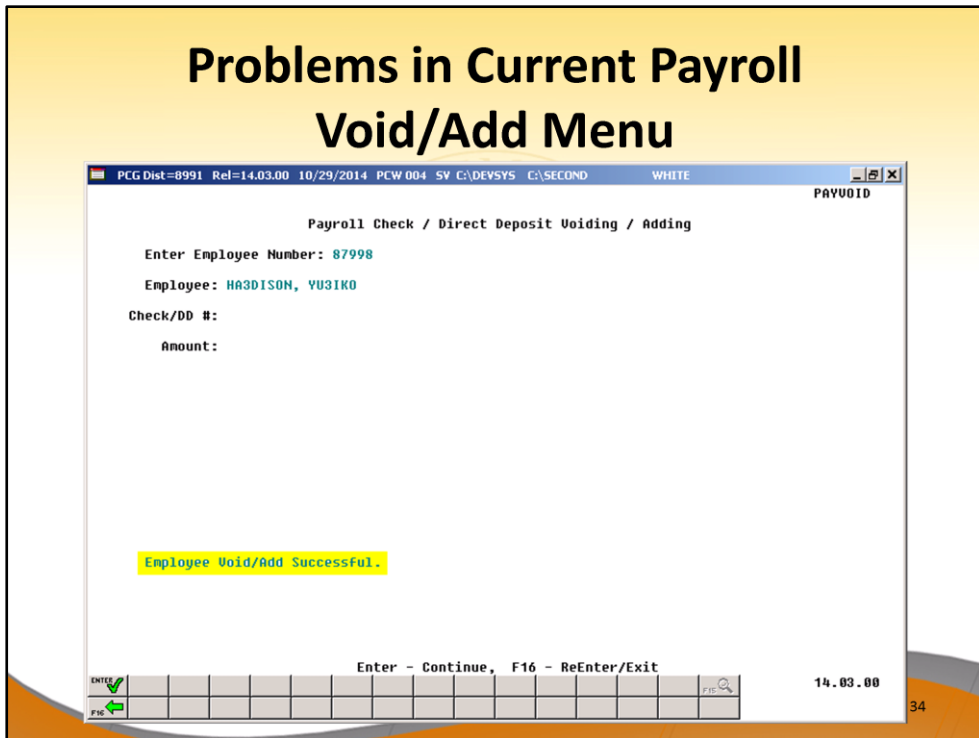 Problems in Current Payroll
Void/Add Menu
PCG Dist=8991 Rel=14.03.00 10/29/2014 PCW 004 SV C:\DEVSYS C:\SECOND WHITE
PAYVOID
Payroll Check / Direct Deposit Voiding / Adding
Enter Employee Number: 87998
Employee: HA3DISON, YU3IKO
Check/DD #:
Amount:
Employee Void/Add Successful.
Enter - Continue, F16 - ReEnter/Exit
ENTER
F15
14.03.00
F16
34